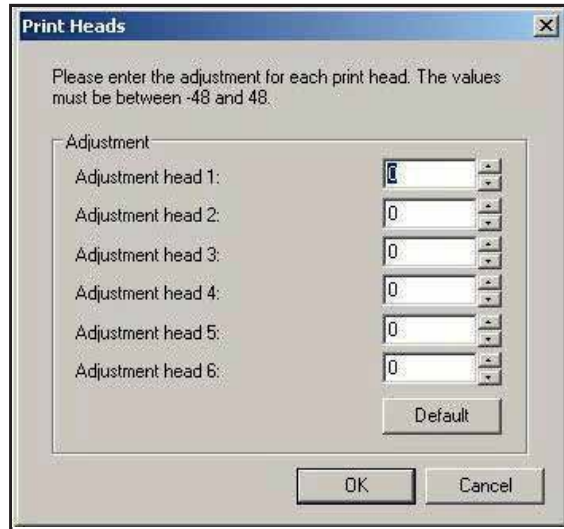 Print Heads
Please enter the adjustment for each print head. The values
must be between -48 and 48.
Adjustment
Adjustment head 1: 0
Adjustment head 2: 0
Adjustment head 3: 0
Adjustment head 4: 0
Adjustment head 5: 0
Adjustment head 6: 0
Default
OK Cancel